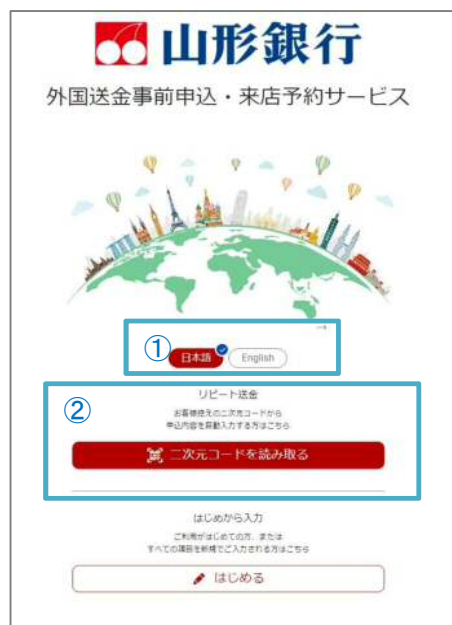 山形銀行
外国送金事前申込・来店予約サービス
→
①
日本語
English
②
リピート送金
お客様控えの二次元コードから
申込内容を自動入力する方はこちら
二次元コードを読み取る
はじめから入力
ご利用がはじめての方、または
すべての項目を新規でご入力される方はこちら
はじめる